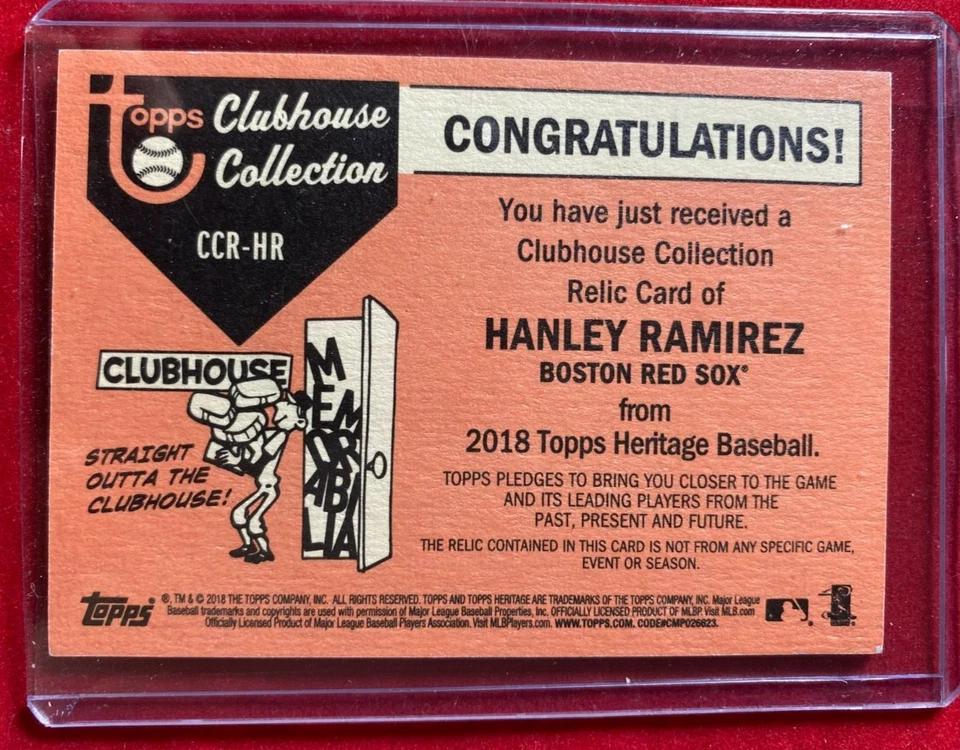 topps Clubhouse
Collection
CCR-HR
CONGRATULATIONS!
You have just received a
Clubhouse Collection
Relic Card of
HANLEY RAMIREZ
BOSTON RED SOX®
from
2018 Topps Heritage Baseball.
TOPPS PLEDGES TO BRING YOU CLOSER TO THE GAME
AND ITS LEADING PLAYERS FROM THE
PAST, PRESENT AND FUTURE.
THE RELIC CONTAINED IN THIS CARD IS NOT FROM ANY SPECIFIC GAME,
EVENT OR SEASON.
CLUBHOUSE
MEMORABILIA
STRAIGHT
OUTTA THE
CLUBHOUSE!
Topps
®, TM & © 2018 THE TOPPS COMPANY, INC. ALL RIGHTS RESERVED. TOPPS AND TOPPS HERITAGE ARE TRADEMARKS OF THE TOPPS COMPANY, INC. Major League
Baseball trademarks and copyrights are used with permission of Major League Baseball Properties, Inc. OFFICIALLY LICENSED PRODUCT OF MLBP. Visit MLB.com
Officially Licensed Product of Major League Baseball Players Association. Visit MLBPlayers.com. WWW.TOPPS.COM. CODE#CMP026623.